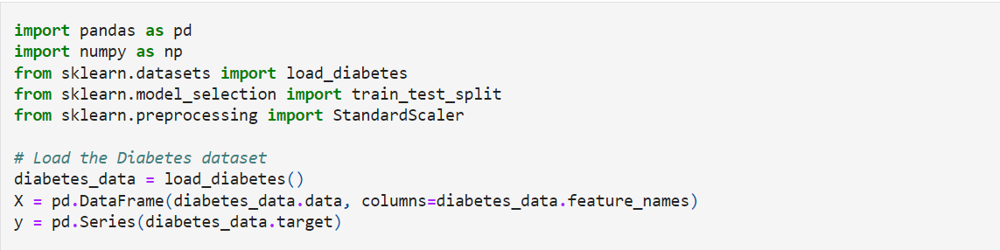 import pandas as pd
import numpy as np
from sklearn.datasets import load_diabetes
from sklearn.model_selection import train_test_split
from sklearn.preprocessing import StandardScaler
# Load the Diabetes dataset
diabetes_data = load_diabetes()
X = pd.DataFrame(diabetes_data.data, columns=diabetes_data.feature_names)
y = pd.Series(diabetes_data.target)